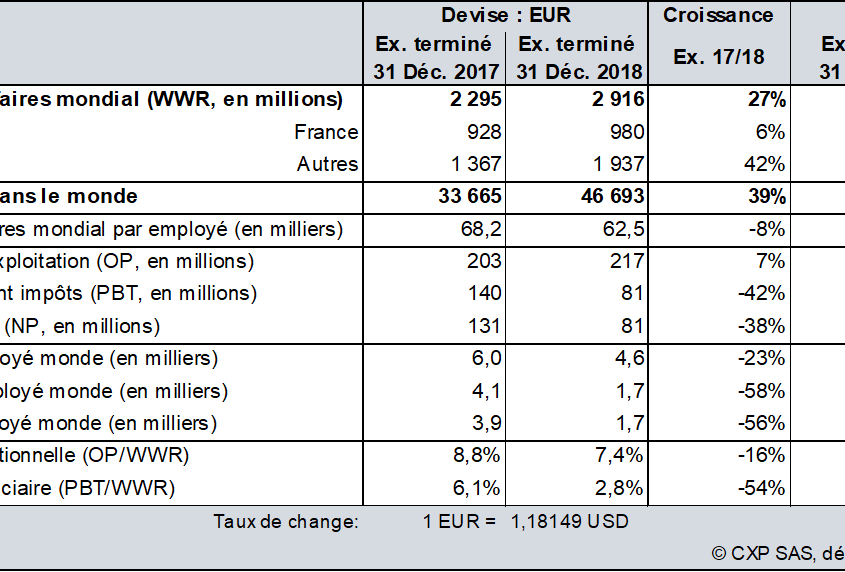 Devise : EUR Croissance
Ex. terminé Ex. terminé Ex. 17/18 Ex
31 Déc. 2017 31 Déc. 2018 31
faires mondial (WWR, en millions) 2 295 2 916 27%
France 928 980 6%
Autres 1 367 1 937 42%
ans le monde 33 665 46 693 39%
res mondial par employé (en milliers) 68,2 62,5 -8%
xploitation (OP, en millions) 203 217 7%
nt impôts (PBT, en millions) 140 81 -42%
(NP, en millions) 131 81 -38%
oyé monde (en milliers) 6,0 4,6 -23%
ployé monde (en milliers) 4,1 1,7 -58%
oyé monde (en milliers) 3,9 1,7 -56%
tionnelle (OP/WWR) 8,8% 7,4% -16%
ciaire (PBT/WWR) 6,1% 2,8% -54%
Taux de change: 1 EUR = 1,18149 USD
© CXP SAS, dé